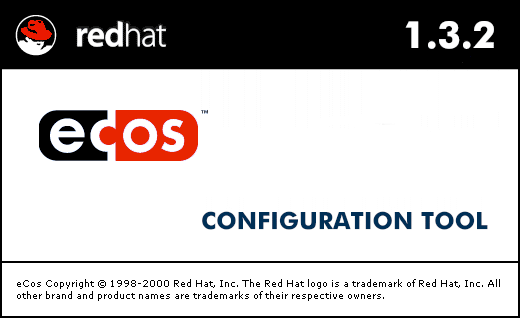 redhat 1.3.2
ecos ™
CONFIGURATION TOOL
eCos Copyright © 1998-2000 Red Hat, Inc. The Red Hat logo is a trademark of Red Hat, Inc. All
other brand and product names are trademarks of their respective owners.